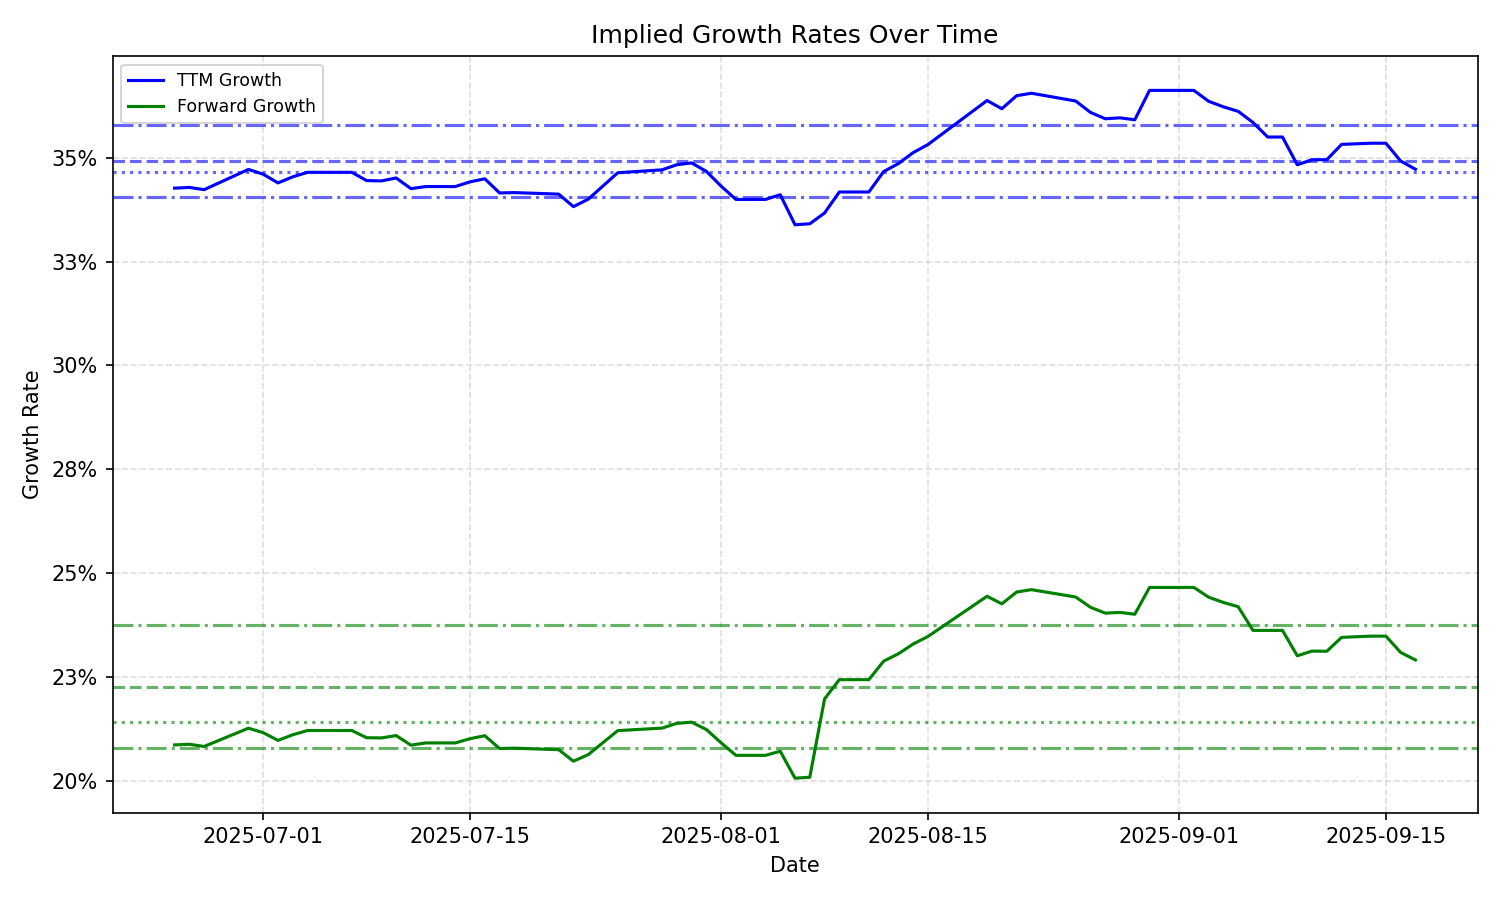 Implied Growth Rates Over Time
TTM Growth
Forward Growth
35%
33%
30%
28%
25%
23%
20%
Growth Rate
2025-07-01
2025-07-15
2025-08-01
2025-08-15
2025-09-01
2025-09-15
Date